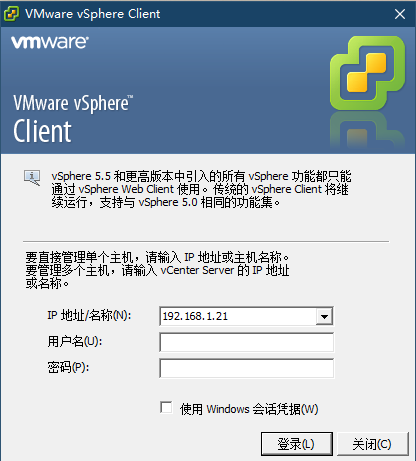 VMware vSphere Client
vmware®
VMware vSphere™
Client
vSphere 5.5 和更高版本中引入的所有 vSphere 功能都只能
通过 vSphere Web Client 使用。传统的 vSphere Client 将继
续运行，支持与 vSphere 5.0 相同的功能集。
要直接管理单个主机，请输入 IP 地址或主机名称。
要管理多个主机，请输入 vCenter Server 的 IP 地址
或名称。
IP 地址/名称(N): 192.168.1.21
用户名(U):
密码(P):
使用 Windows 会话凭据(W)
登录(L) 关闭(C)